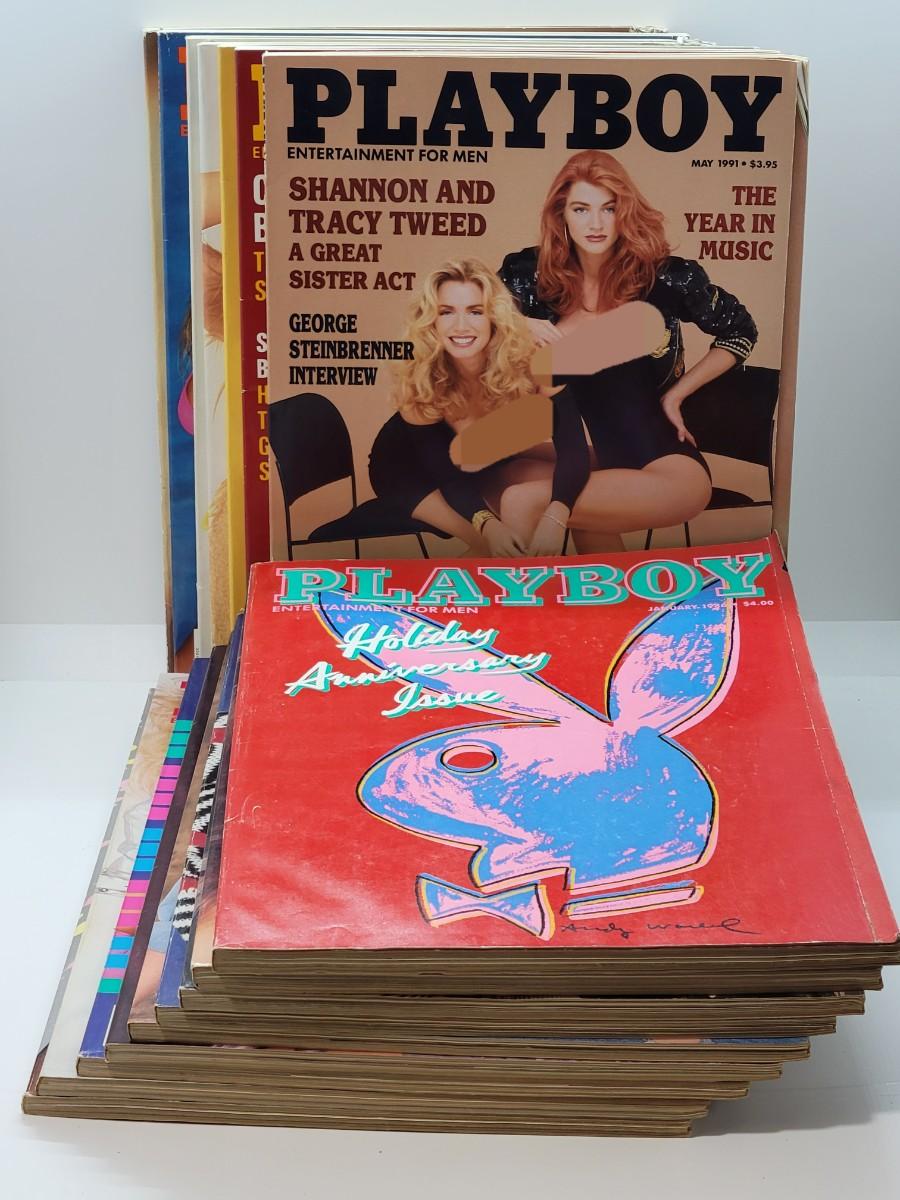 PLAYBOY
ENTERTAINMENT FOR MEN
MAY 1991 • $3.95
SHANNON AND
TRACY TWEED
A GREAT
SISTER ACT
GEORGE
STEINBRENNER
INTERVIEW
THE
YEAR IN
MUSIC
PLAYBOY
ENTERTAINMENT FOR MEN
$4.00
Holiday
Anniversary
Issue
Andy Warhol